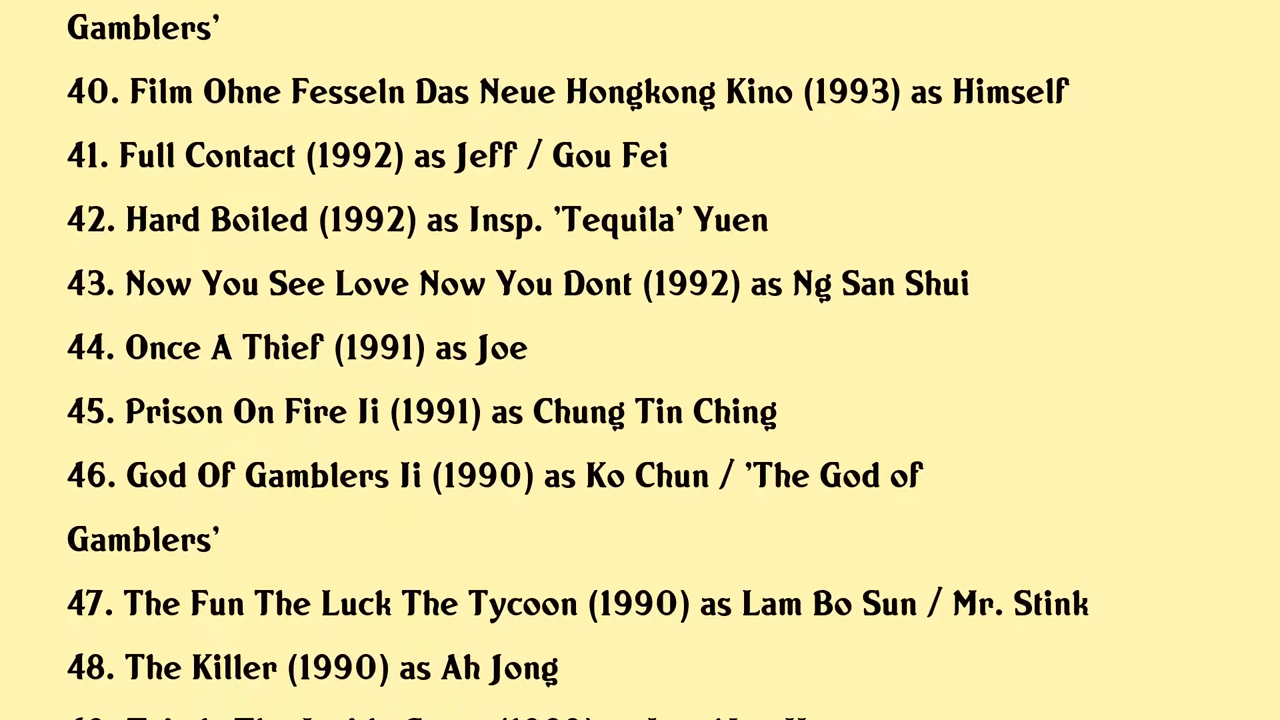 Gamblers'
40. Film Ohne Fesseln Das Neue Hongkong Kino (1993) as Himself
41. Full Contact (1992) as Jeff / Gou Fei
42. Hard Boiled (1992) as Insp. 'Tequila' Yuen
43. Now You See Love Now You Dont (1992) as Ng San Shui
44. Once A Thief (1991) as Joe
45. Prison On Fire Ii (1991) as Chung Tin Ching
46. God Of Gamblers Ii (1990) as Ko Chun / 'The God of
Gamblers'
47. The Fun The Luck The Tycoon (1990) as Lam Bo Sun / Mr. Stink
48. The Killer (1990) as Ah Jong